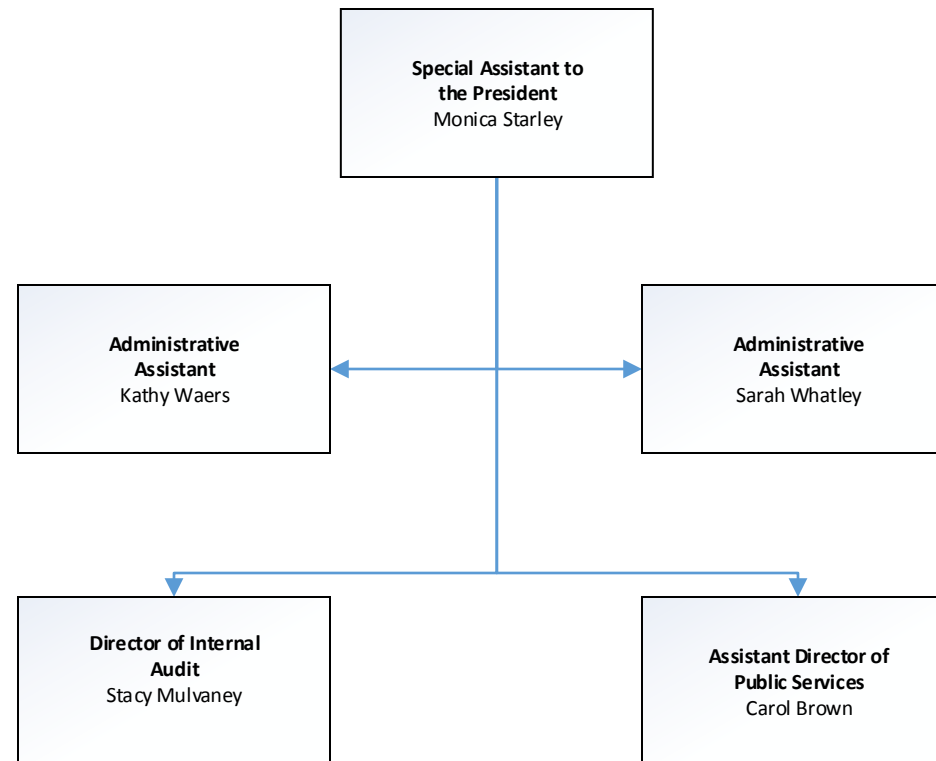 Special Assistant to
the President
Monica Starley
Administrative
Assistant
Kathy Waers
Administrative
Assistant
Sarah Whatley
Director of Internal
Audit
Stacy Mulvaney
Assistant Director of
Public Services
Carol Brown